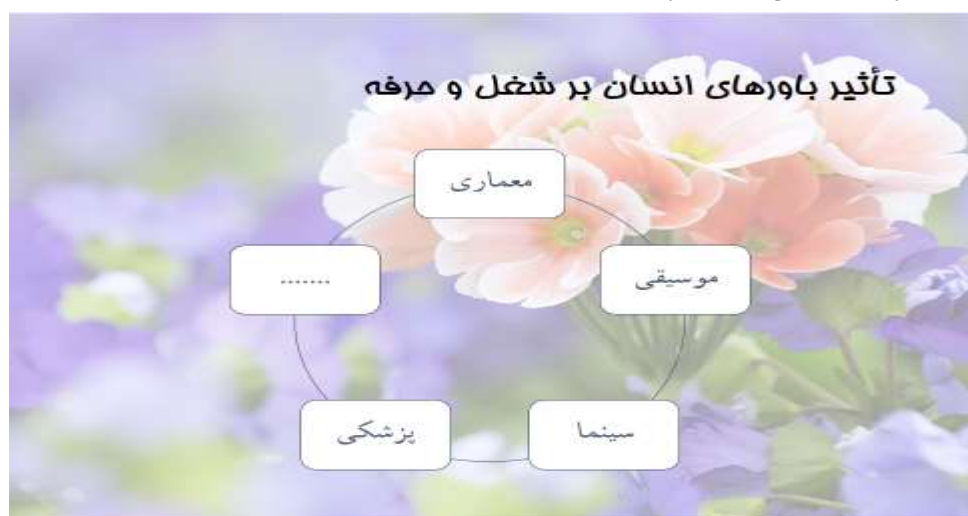 تأثیر باورهای انسان بر شغل و حرفه
معماری
موسیقی
سینما
پزشکی
.......